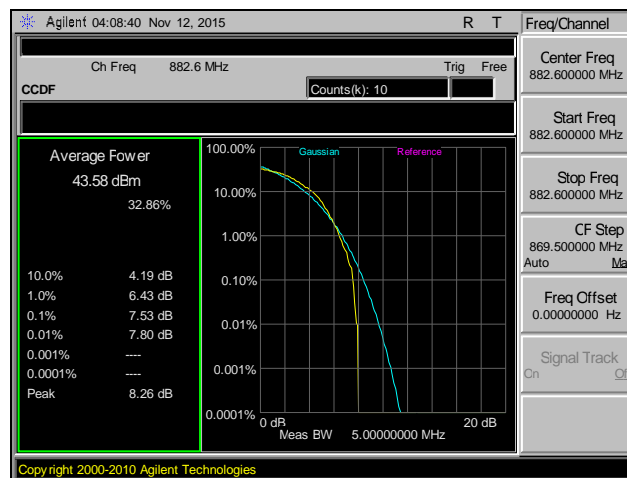 Agilent 04:08:40 Nov 12, 2015 R T
Ch Freq 882.6 MHz Trig Free
CCDF Counts(k): 10
Average Fower
43.58 dBm
32.86%
10.0% 4.19 dB
1.0% 6.43 dB
0.1% 7.53 dB
0.01% 7.80 dB
0.001% ----
0.0001% ----
Peak 8.26 dB
Gaussian Reference
100.00%
10.00%
1.00%
0.10%
0.01%
0.001%
0.0001%
0 dB 20 dB
Meas BW 5.00000000 MHz
Freq/Channel
Center Freq
882.600000 MHz
Start Freq
882.600000 MHz
Stop Freq
882.600000 MHz
CF Step
869.500000 MHz
Auto Ma
Freq Offset
0.00000000 Hz
Signal Track
On Of
Copyright 2000-2010 Agilent Technologies